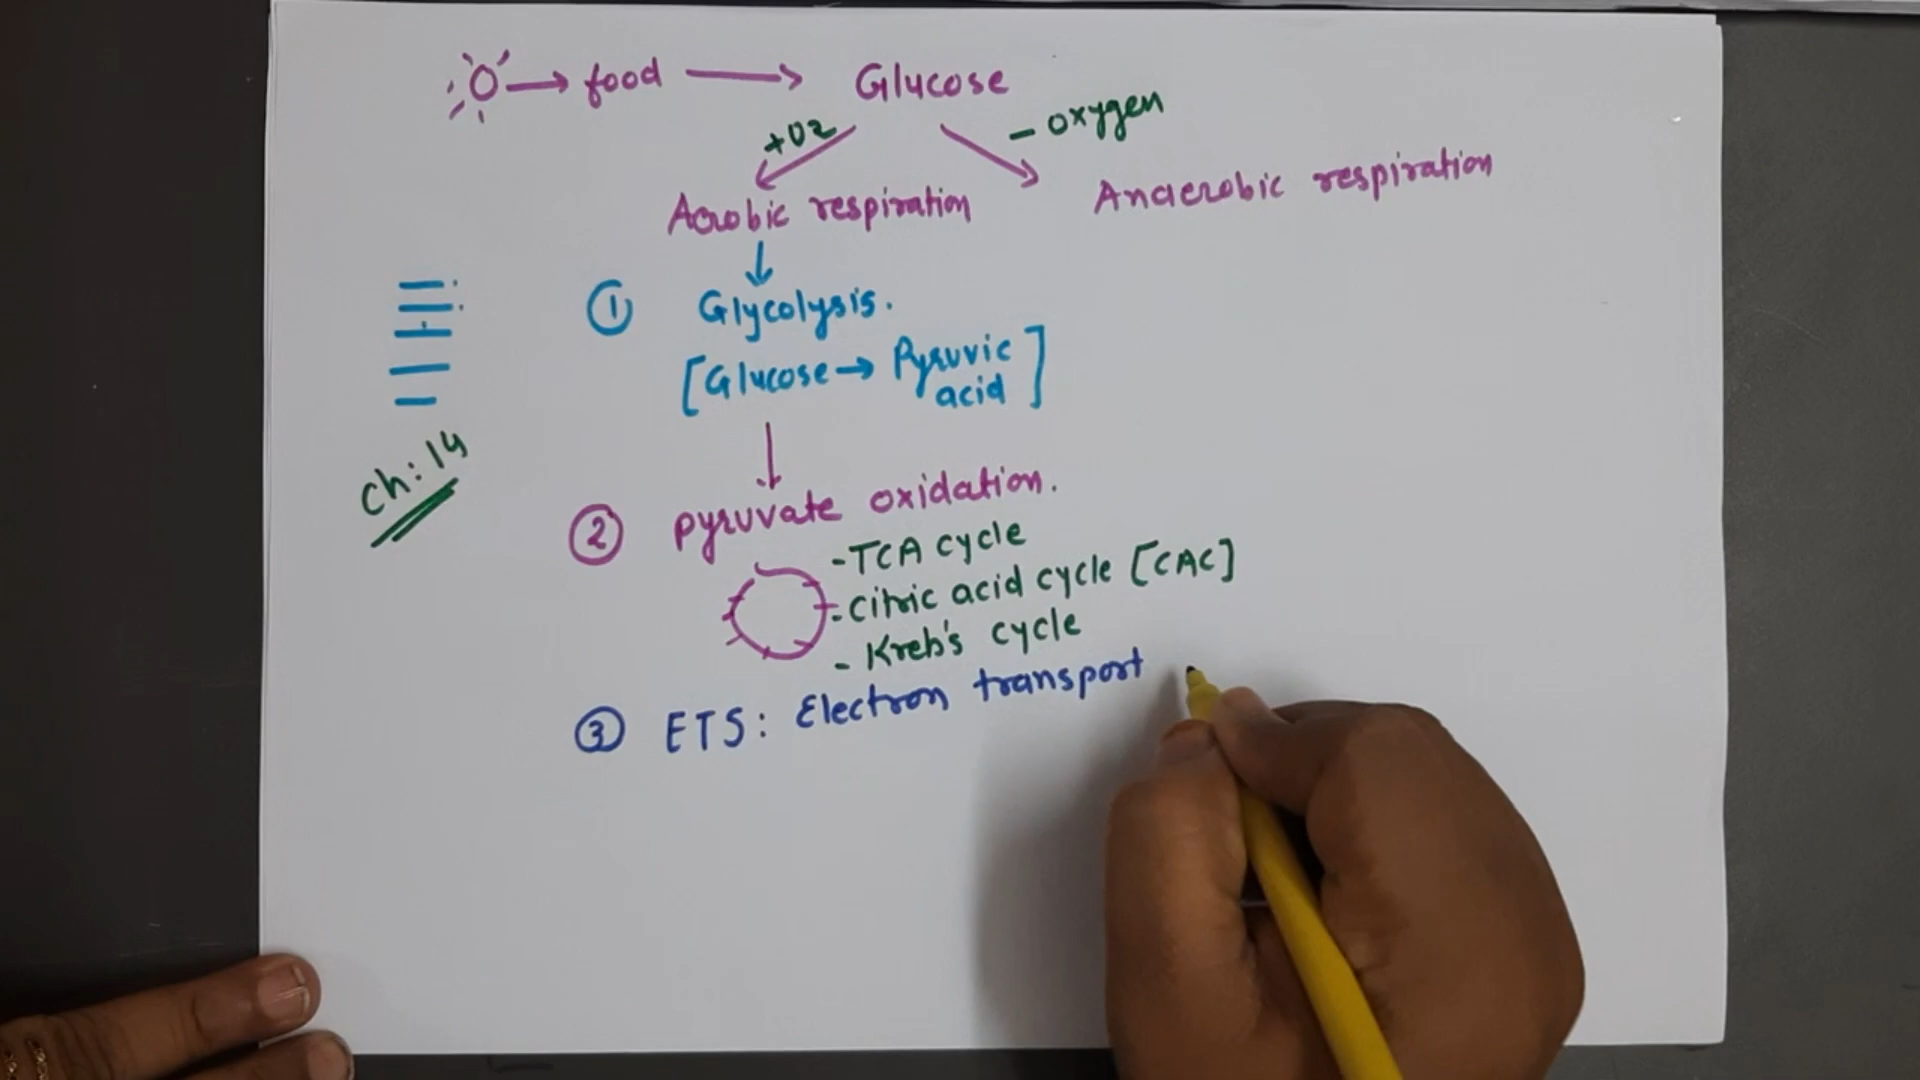 food → Glucose
+O2 - oxygen
Aerobic respiration Anaerobic respiration
① Glycolysis.
[Glucose → Pyruvic
acid]
Ch: 14
② pyruvate oxidation.
- TCA cycle
- Citric acid cycle [CAC]
- Kreb's cycle
③ ETS: Electron transport